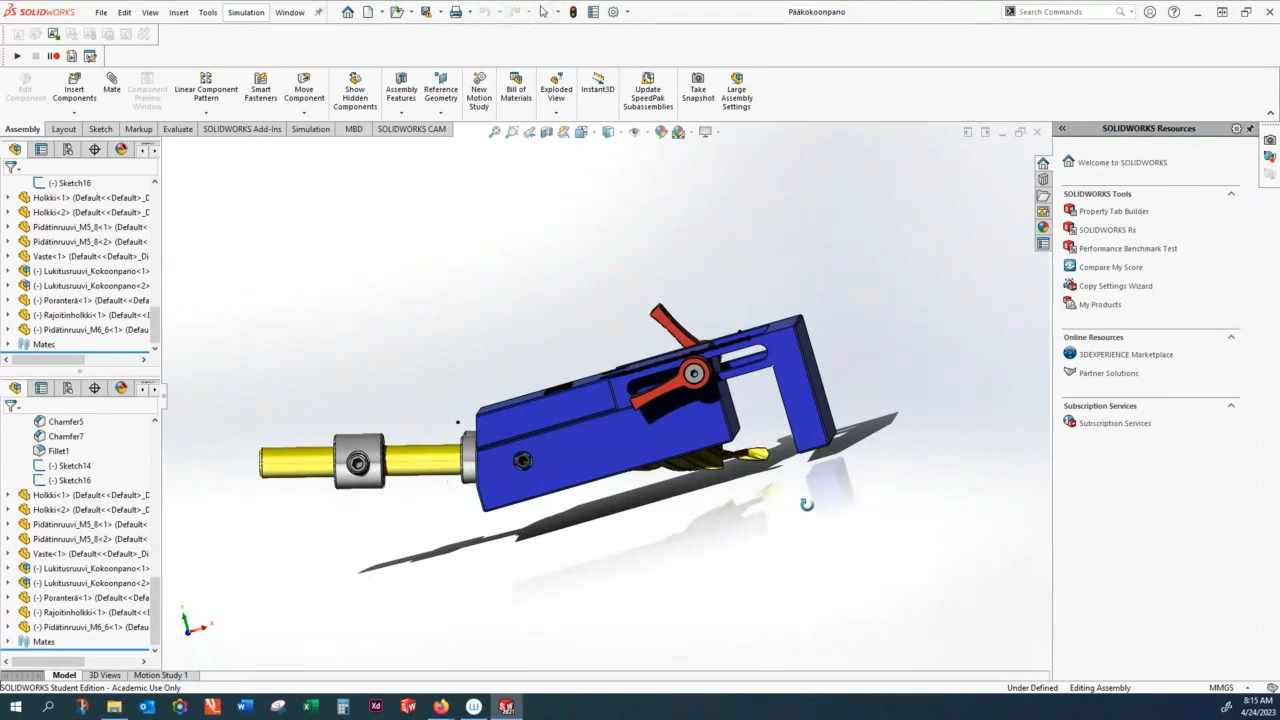 SOLIDWORKS File Edit View Insert Tools Simulation Window Pääkokoonpano Search Commands
Edit Component
Insert Components
Mate
Component Preview Window
Linear Component Pattern
Smart Fasteners
Move Component
Show Hidden Components
Assembly Features
Reference Geometry
New Motion Study
Bill of Materials
Exploded View
Instant3D
Update SpeedPak Subassemblies
Take Snapshot
Large Assembly Settings
Assembly Layout Sketch Markup Evaluate SOLIDWORKS Add-Ins Simulation MBD SOLIDWORKS CAM
(-) Sketch16
Holkki<1> (Default<<Default>_D
Holkki<2> (Default<<Default>_D
Pidätinruuvi_M5_8<1> (Default
Pidätinruuvi_M5_8<2> (Default
Vaste<1> (Default<<Default>_Di
(-) Lukitusruuvi_Kokoonpano<1>
(-) Lukitusruuvi_Kokoonpano<2>
(-) Poranterä<1> (Default<<Defa
(-) Rajoitinholkki<1> (Default<<D
(-) Pidätinruuvi_M6_6<1> (Defau
Mates
Chamfer5
Chamfer7
Fillet1
(-) Sketch14
(-) Sketch16
Holkki<1> (Default<<Default>_D
Holkki<2> (Default<<Default>_D
Pidätinruuvi_M5_8<1> (Default
Pidätinruuvi_M5_8<2> (Default
Vaste<1> (Default<<Default>_Di
(-) Lukitusruuvi_Kokoonpano<1>
(-) Lukitusruuvi_Kokoonpano<2>
(-) Poranterä<1> (Default<<Defa
(-) Rajoitinholkki<1> (Default<<D
(-) Pidätinruuvi_M6_6<1> (Defau
Mates
Y
X
SOLIDWORKS Resources
Welcome to SOLIDWORKS
SOLIDWORKS Tools
Property Tab Builder
SOLIDWORKS Rx
Performance Benchmark Test
Compare My Score
Copy Settings Wizard
My Products
Online Resources
3DEXPERIENCE Marketplace
Partner Solutions
Subscription Services
Subscription Services
Model 3D Views Motion Study 1
SOLIDWORKS Student Edition - Academic Use Only Under Defined Editing Assembly MMGS
8:15 AM
4/24/2023